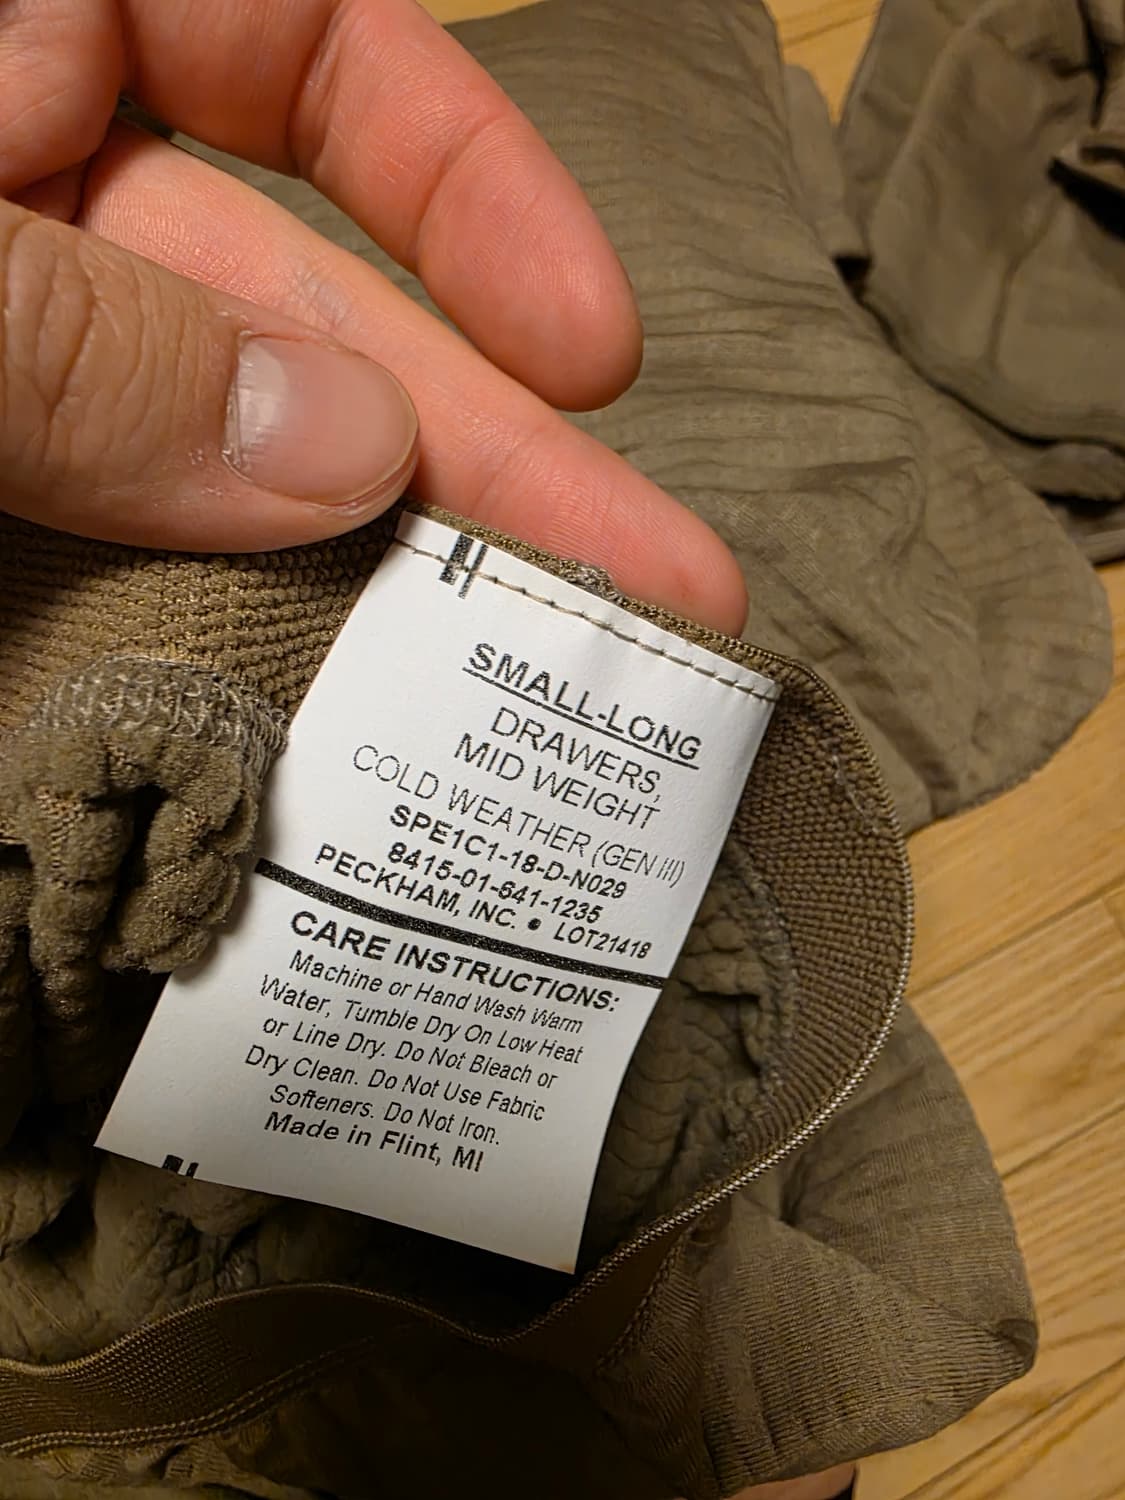 SMALL-LONG
DRAWERS,
MID WEIGHT
COLD WEATHER (GEN III)
SPE1C1-18-D-N029
8415-01-641-1235
PECKHAM, INC. • LOT21418
CARE INSTRUCTIONS:
Machine or Hand Wash Warm
Water, Tumble Dry On Low Heat
or Line Dry. Do Not Bleach or
Dry Clean. Do Not Use Fabric
Softeners. Do Not Iron.
Made in Flint, MI